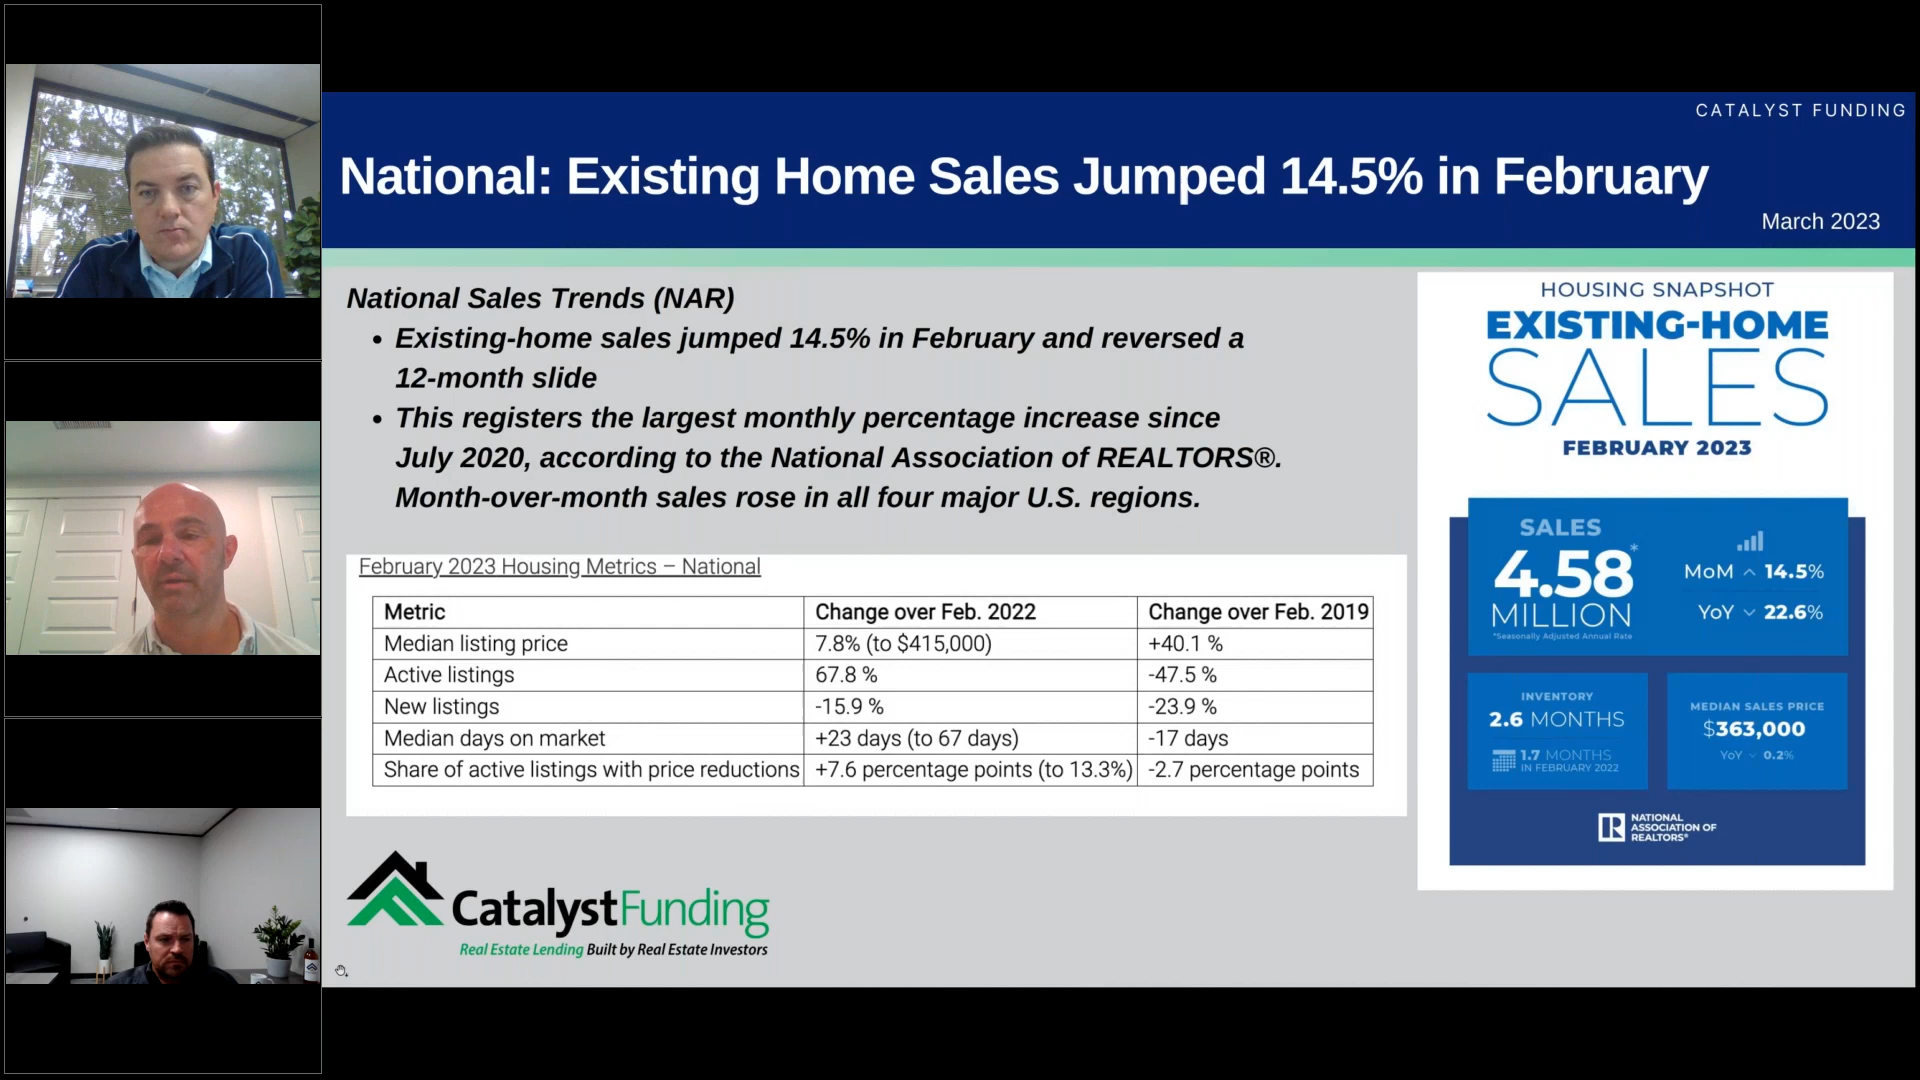 CATALYST FUNDING
National: Existing Home Sales Jumped 14.5% in February
March 2023
National Sales Trends (NAR)
• Existing-home sales jumped 14.5% in February and reversed a
12-month slide
• This registers the largest monthly percentage increase since
July 2020, according to the National Association of REALTORS®.
Month-over-month sales rose in all four major U.S. regions.
February 2023 Housing Metrics – National
Metric Change over Feb. 2022 Change over Feb. 2019
Median listing price 7.8% (to $415,000) +40.1 %
Active listings 67.8 % -47.5 %
New listings -15.9 % -23.9 %
Median days on market +23 days (to 67 days) -17 days
Share of active listings with price reductions +7.6 percentage points (to 13.3%) -2.7 percentage points
CatalystFunding
Real Estate Lending Built by Real Estate Investors
HOUSING SNAPSHOT
EXISTING-HOME
SALES
FEBRUARY 2023
SALES
4.58*
MILLION
*Seasonally Adjusted Annual Rate
MoM 14.5%
YoY 22.6%
INVENTORY
2.6 MONTHS
1.7 MONTHS
IN FEBRUARY 2022
MEDIAN SALES PRICE
$363,000
YoY 0.2%
NATIONAL
ASSOCIATION OF
REALTORS®